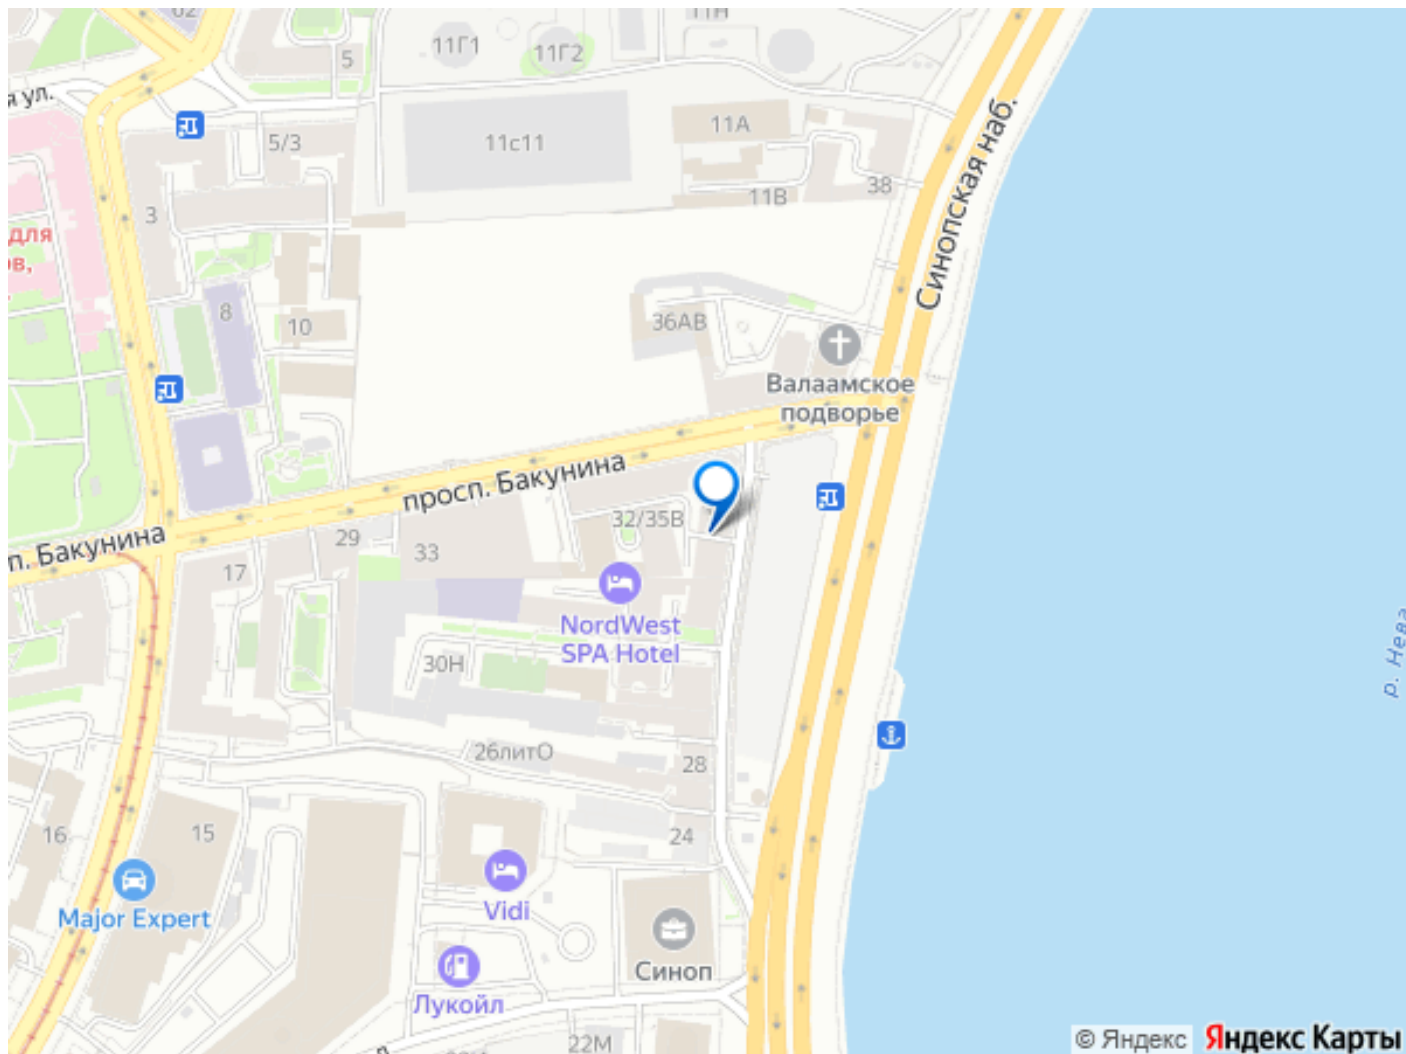 62
11Н
5
11Г1
11Г2
я ул.
5/3
11с11
11А
11В
38
3
для
ов,
Синопская наб.
8
10
36АВ
Валаамское
подворье
просп. Бакунина
п. Бакунина
32/35В
29
33
17
NordWest
SPA Hotel
30Н
р. Нева
26литО
28
24
16
15
Major Expert
Vidi
Синоп
Лукойл
22М
© Яндекс Яндекс Карты